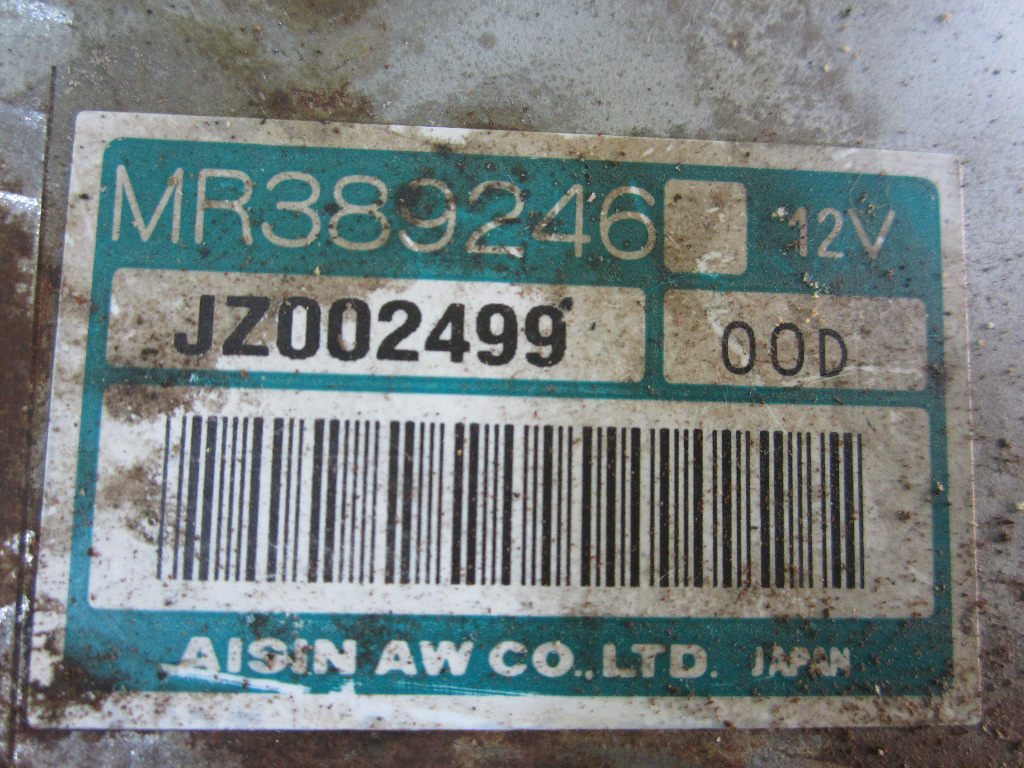 MR389246 12V
JZ002499 00D
AISIN AW CO.,LTD. JAPAN